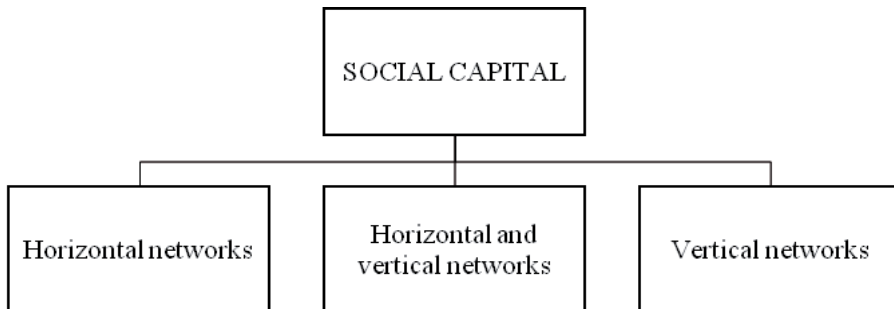 SOCIAL CAPITAL
Horizontal networks
Horizontal and
vertical networks
Vertical networks